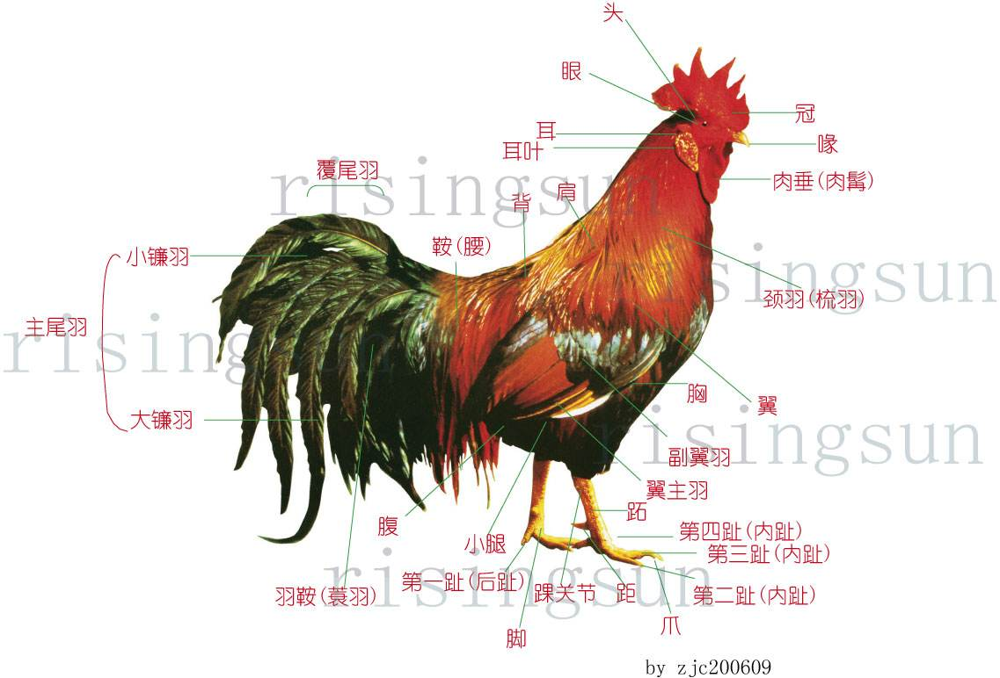 头
眼
冠
耳
喙
耳叶
覆尾羽
肉垂(肉髯)
背
肩
鞍(腰)
小镰羽
颈羽(梳羽)
主尾羽
胸
翼
大镰羽
副翼羽
翼主羽
跖
腹
小腿
第四趾(内趾)
第三趾(内趾)
第一趾(后趾)
踝关节
距
第二趾(内趾)
羽鞍(蓑羽)
爪
脚
risingsun
risingsun
risingsun
risingsun
risingsun
by zjc200609